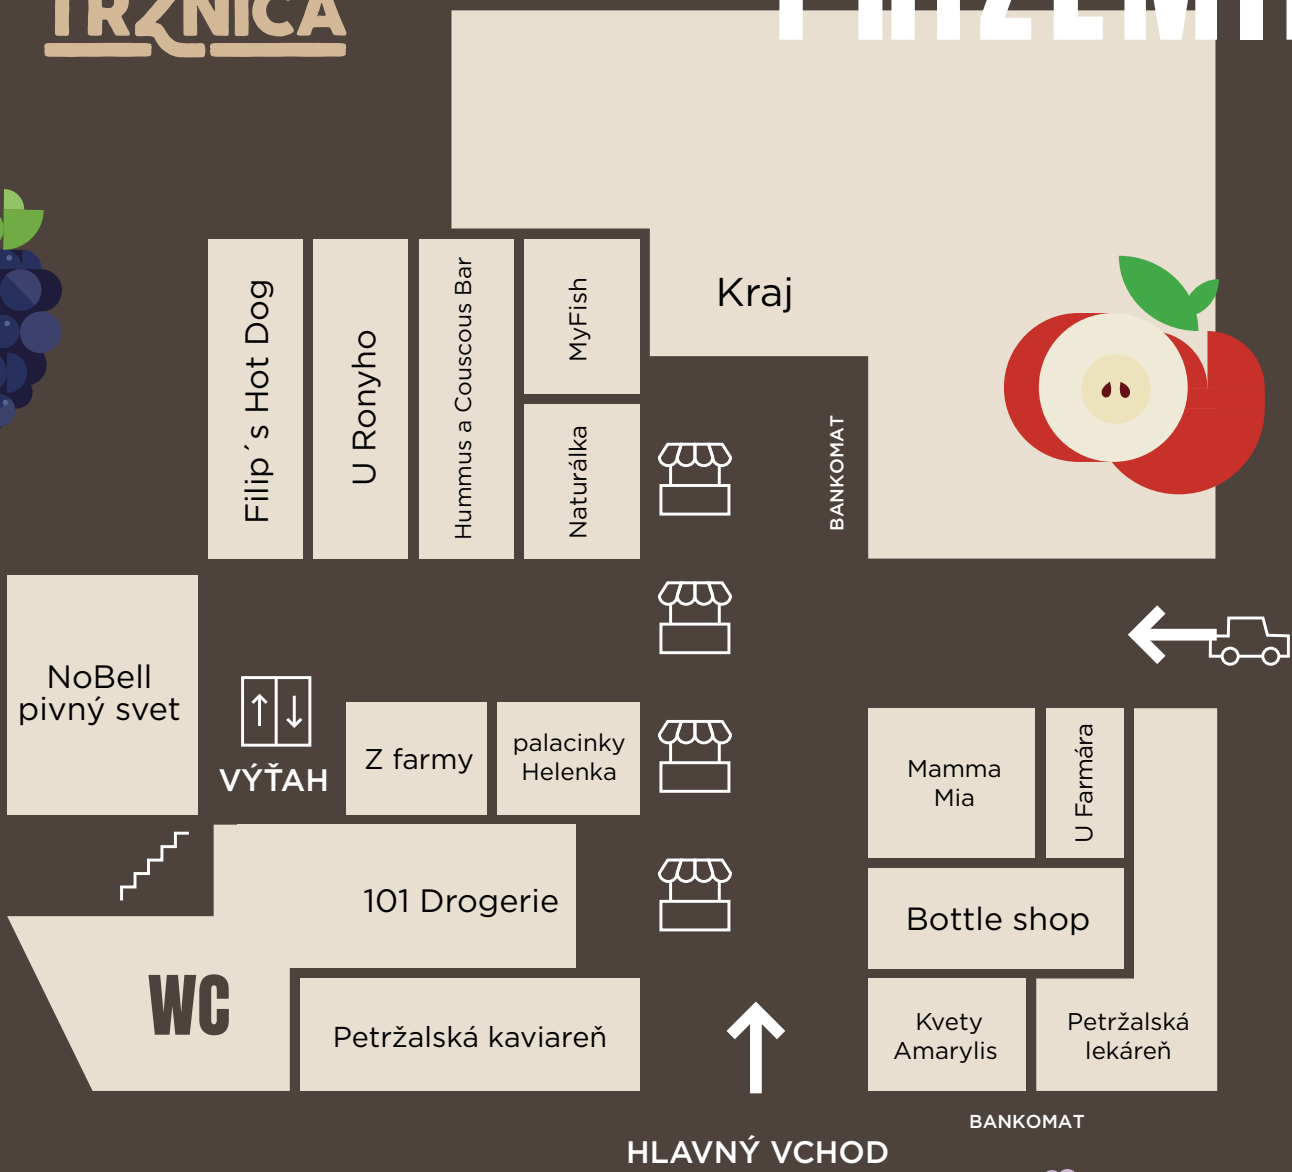 TRŽNICA
PRÍZEMI
Kraj
Filip´s Hot Dog
U Ronyho
Hummus a Couscous Bar
MyFish
Naturálka
BANKOMAT
NoBell
pivný svet
VÝŤAH
Z farmy
palacinky
Helenka
Mamma
Mia
U Farmára
101 Drogerie
Bottle shop
WC
Petržalská kaviareň
Kvety
Amarylis
Petržalská
lekáreň
BANKOMAT
HLAVNÝ VCHOD